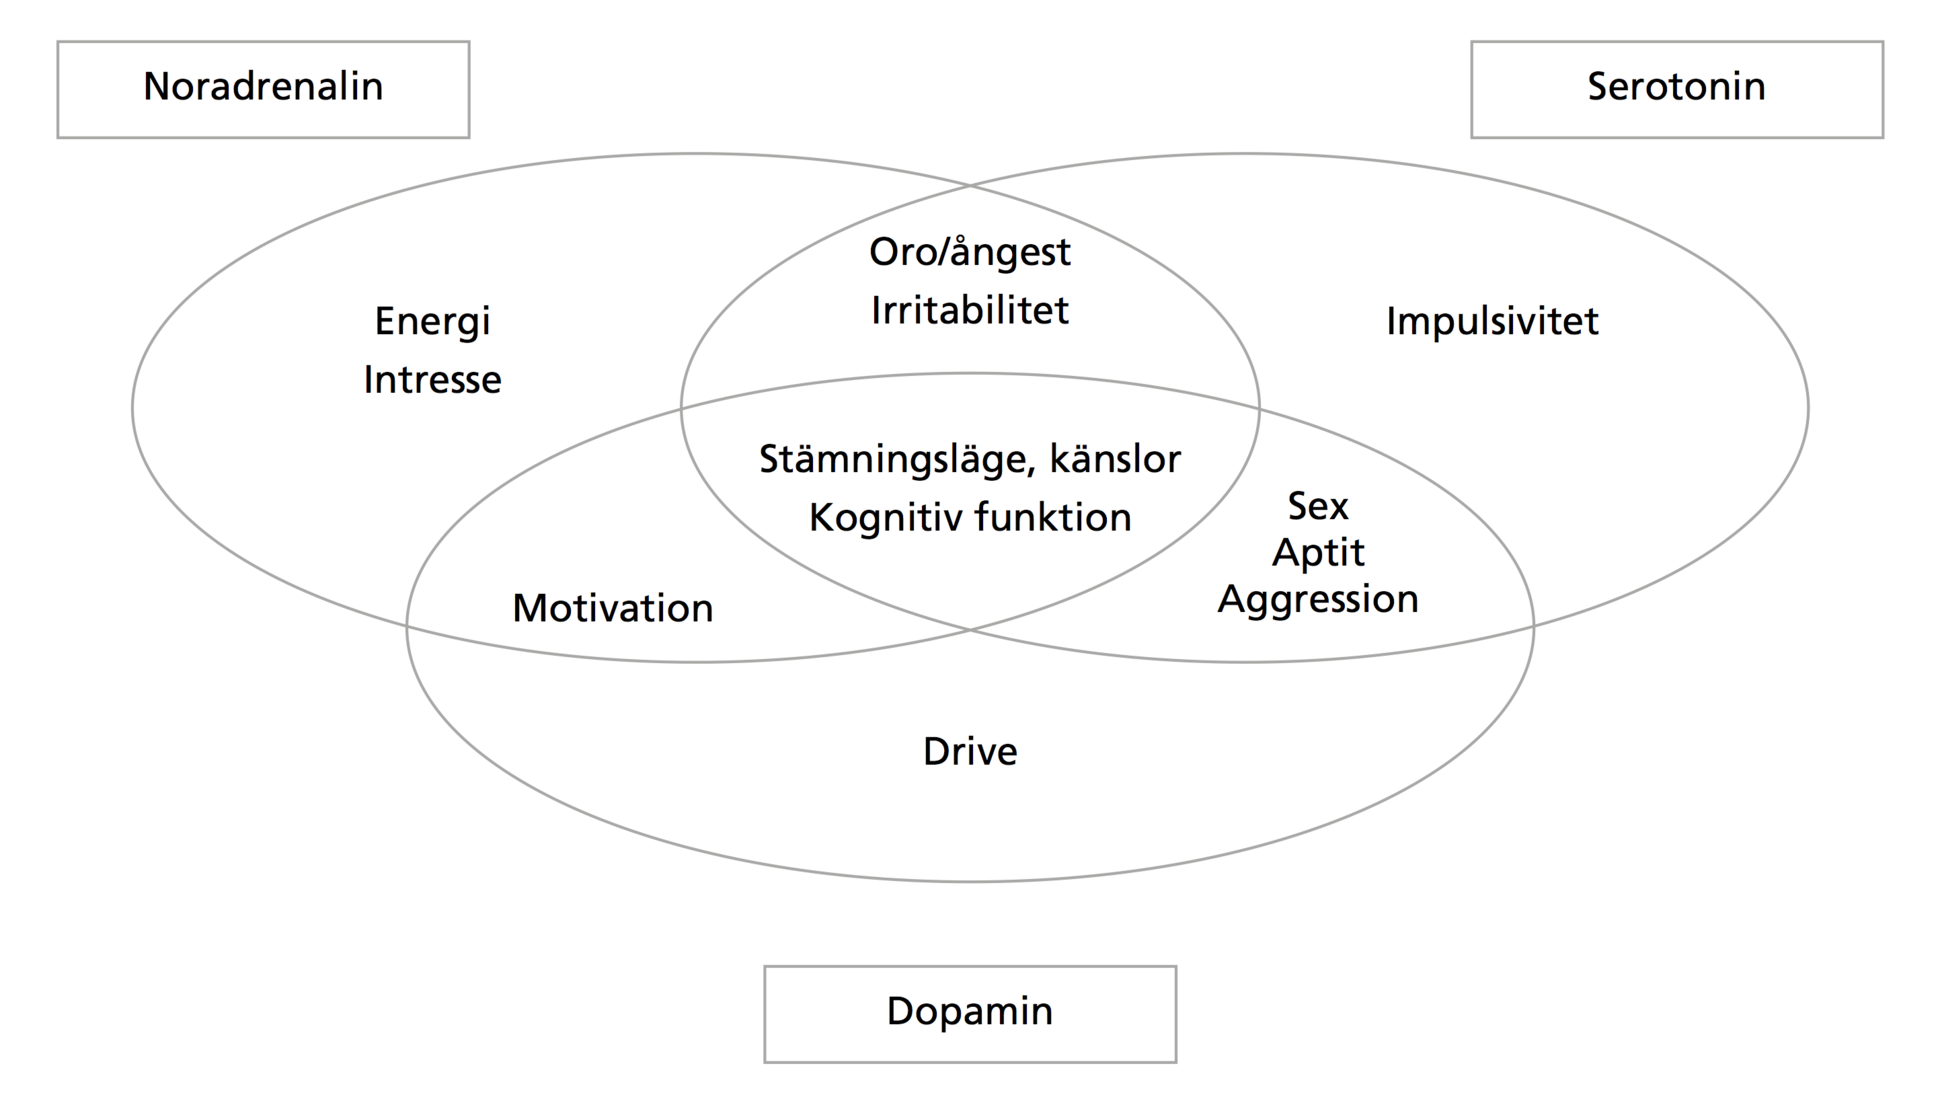 Noradrenalin
Serotonin
Oro/ångest
Irritabilitet
Energi
Intresse
Impulsivitet
Stämningsläge, känslor
Kognitiv funktion
Sex
Aptit
Aggression
Motivation
Drive
Dopamin